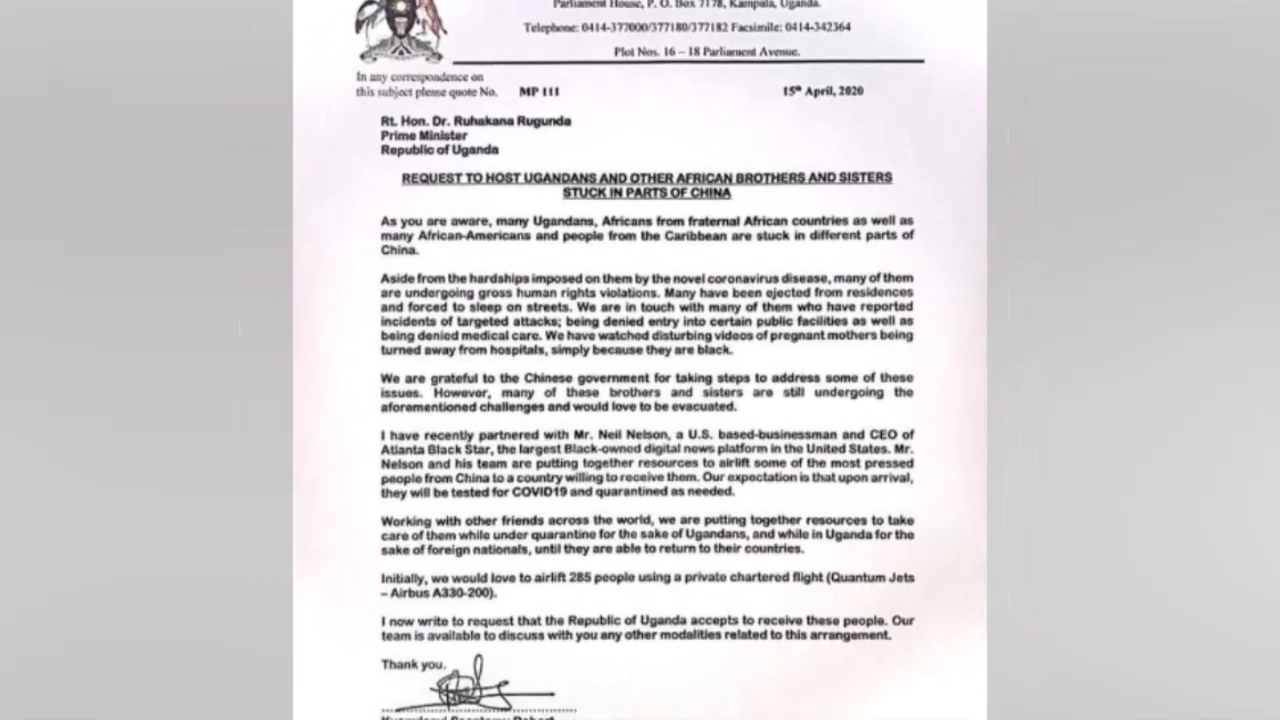 Parliament House, P. O. Box 7178, Kampala, Uganda.
Telephone: 0414-377000/377180/377182 Facsimile: 0414-342364
Plot Nos. 16 – 18 Parliament Avenue.
In any correspondence on
this subject please quote No. MP 111
15th April, 2020
Rt. Hon. Dr. Ruhakana Rugunda
Prime Minister
Republic of Uganda
REQUEST TO HOST UGANDANS AND OTHER AFRICAN BROTHERS AND SISTERS
STUCK IN PARTS OF CHINA
As you are aware, many Ugandans, Africans from fraternal African countries as well as
many African-Americans and people from the Caribbean are stuck in different parts of
China.
Aside from the hardships imposed on them by the novel coronavirus disease, many of them
are undergoing gross human rights violations. Many have been ejected from residences
and forced to sleep on streets. We are in touch with many of them who have reported
incidents of targeted attacks; being denied entry into certain public facilities as well as
being denied medical care. We have watched disturbing videos of pregnant mothers being
turned away from hospitals, simply because they are black.
We are grateful to the Chinese government for taking steps to address some of these
issues. However, many of these brothers and sisters are still undergoing the
aforementioned challenges and would love to be evacuated.
I have recently partnered with Mr. Neil Nelson, a U.S. based-businessman and CEO of
Atlanta Black Star, the largest Black-owned digital news platform in the United States. Mr.
Nelson and his team are putting together resources to airlift some of the most pressed
people from China to a country willing to receive them. Our expectation is that upon arrival,
they will be tested for COVID19 and quarantined as needed.
Working with other friends across the world, we are putting together resources to take
care of them while under quarantine for the sake of Ugandans, and while in Uganda for the
sake of foreign nationals, until they are able to return to their countries.
Initially, we would love to airlift 285 people using a private chartered flight (Quantum Jets
– Airbus A330-200).
I now write to request that the Republic of Uganda accepts to receive these people. Our
team is available to discuss with you any other modalities related to this arrangement.
Thank you.